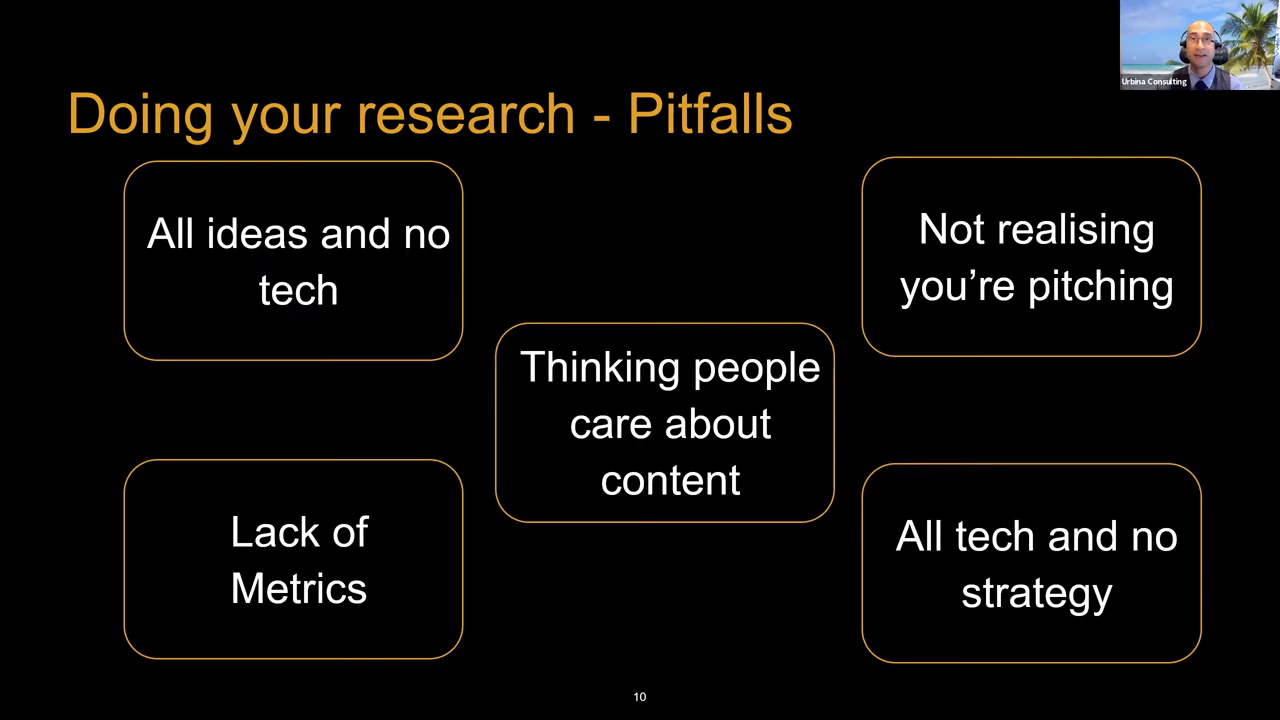 Urbina Consulting
Doing your research - Pitfalls
All ideas and no
tech
Not realising
you’re pitching
Thinking people
care about
content
Lack of
Metrics
All tech and no
strategy
10